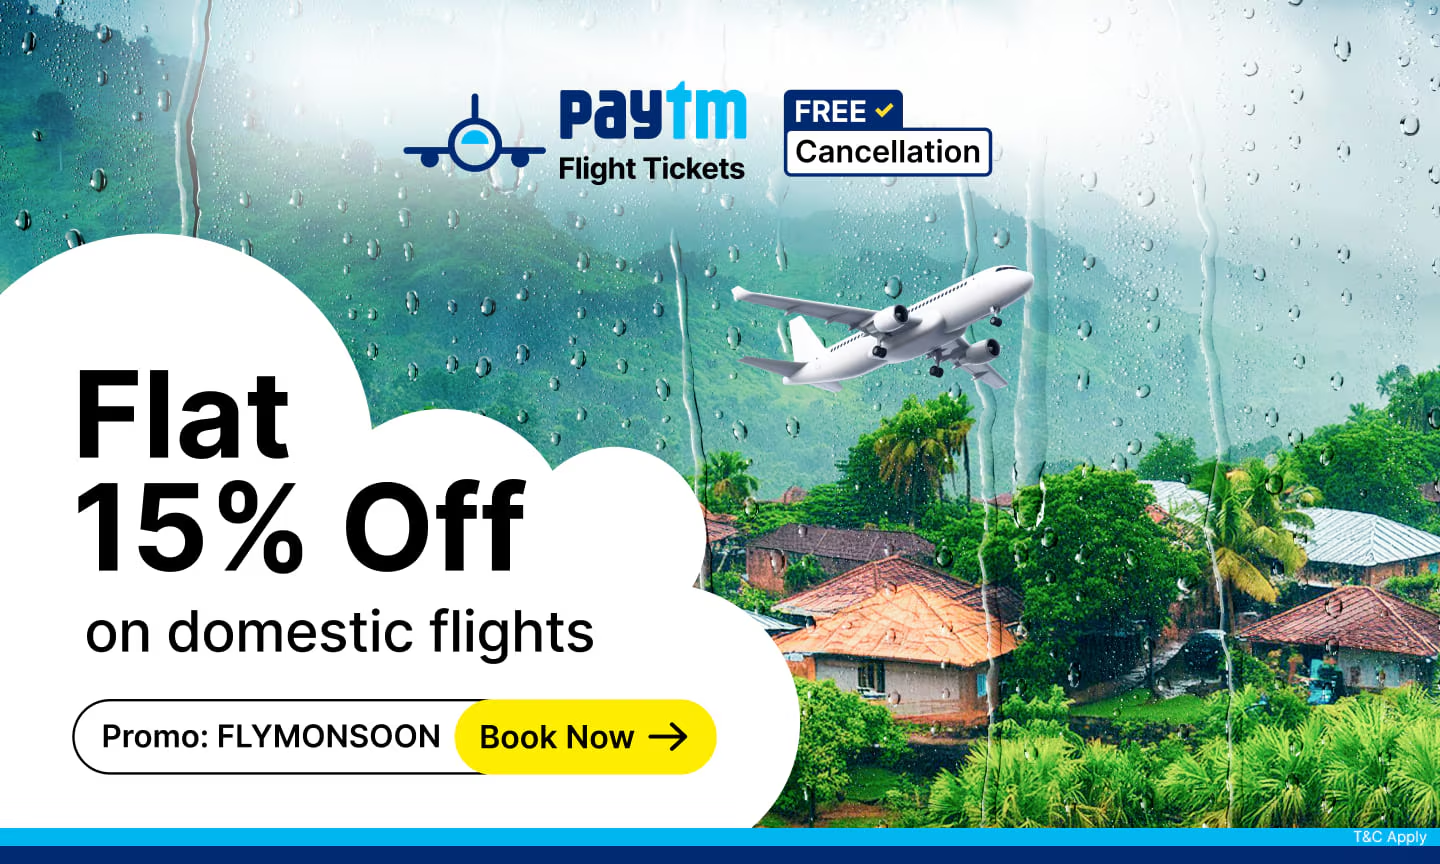 paytm
Flight Tickets
FREE
Cancellation
Flat
15% Off
on domestic flights
Promo: FLYMONSOON
Book Now
T&C Apply